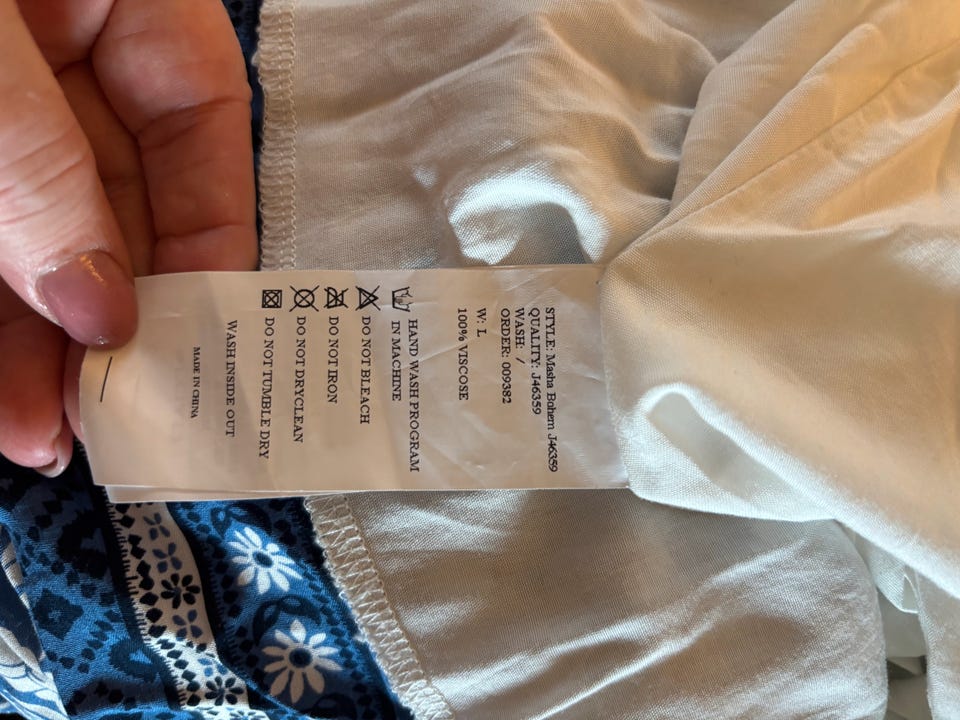 STYLE: Masha Bohem J46359
QUALITY: J46359
WASH: /
ORDER: 009382
W: L
100% VISCOSE
HAND WASH PROGRAM
IN MACHINE
DO NOT BLEACH
DO NOT IRON
DO NOT DRYCLEAN
DO NOT TUMBLE DRY
WASH INSIDE OUT
MADE IN CHINA